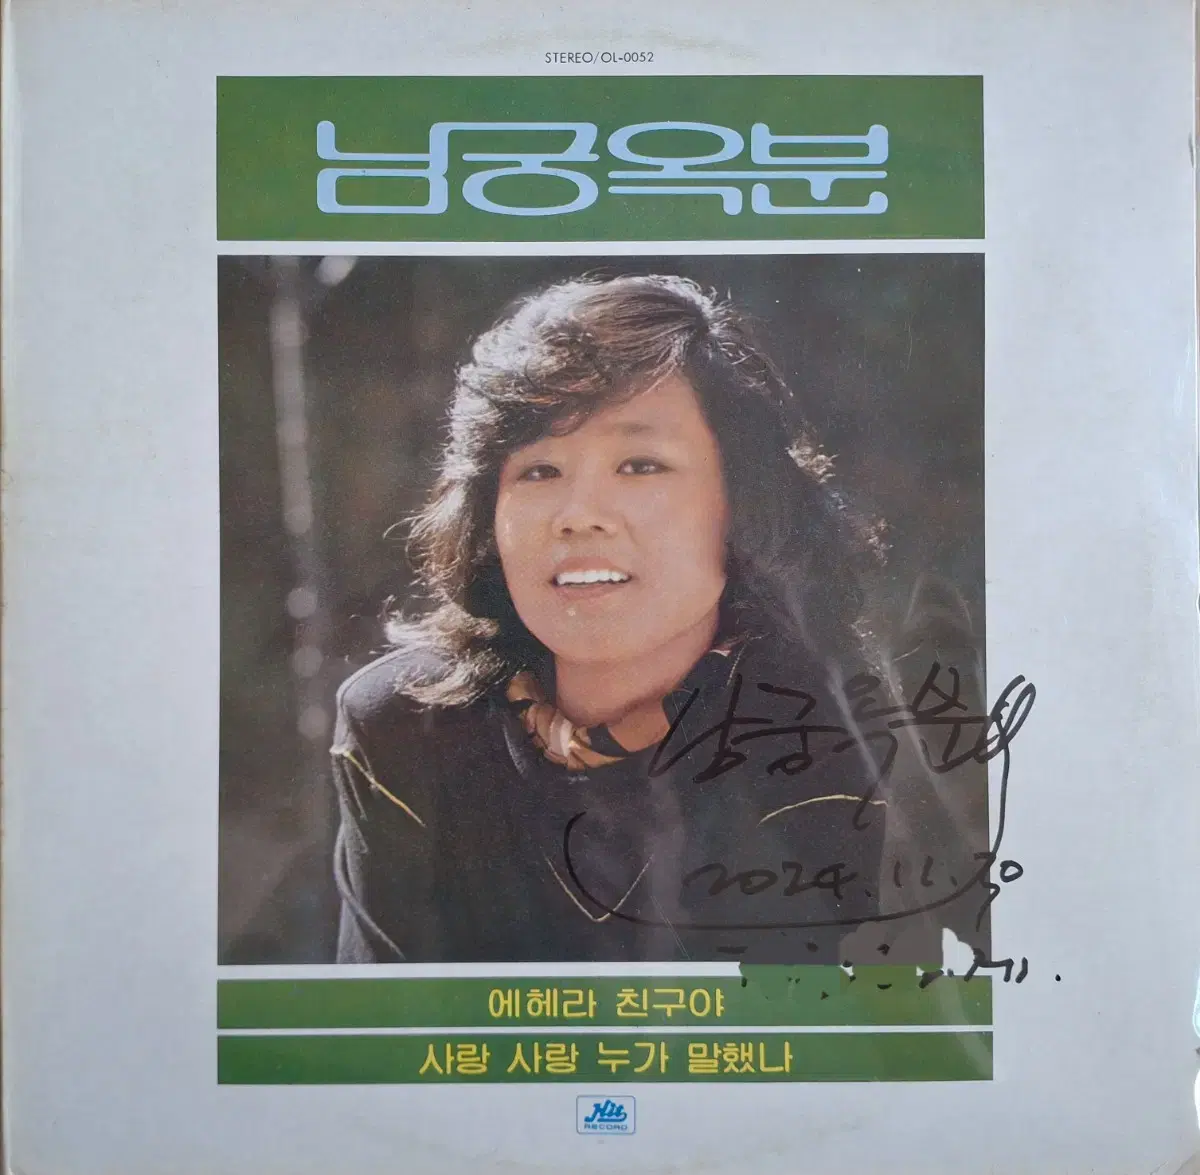 STEREO/OL-0052
남궁옥분
남궁옥분
2024.11.30
에헤라 친구야
사랑 사랑 누가 말했나
Hit
RECORD